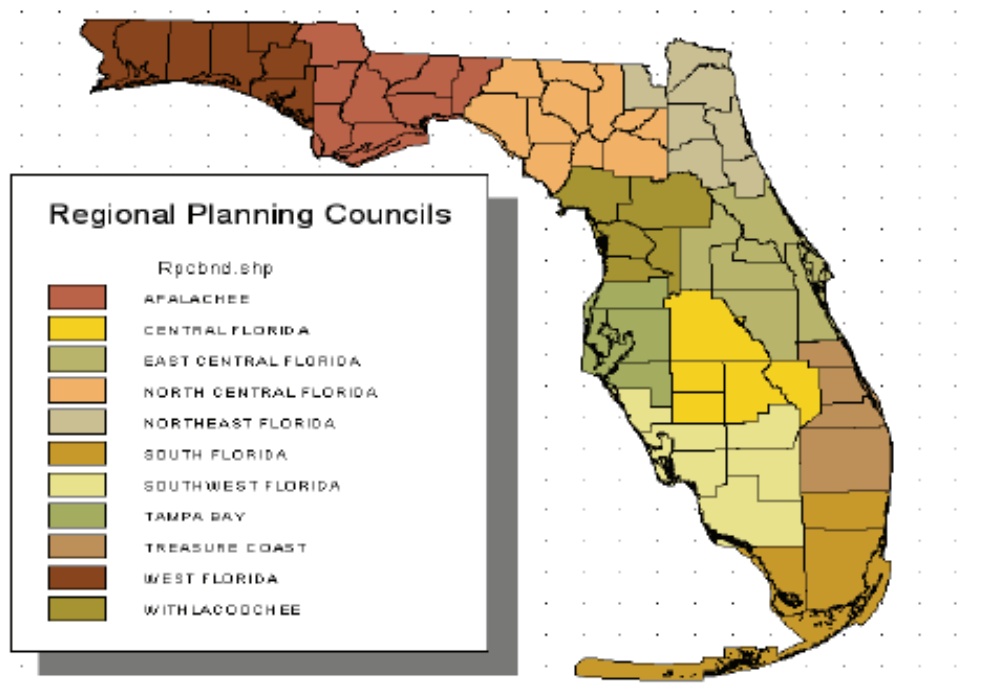 Regional Planning Councils
Rpcbnd.shp
APALACHEE
CENTRAL FLORIDA
EAST CENTRAL FLORIDA
NORTH CENTRAL FLORIDA
NORTHEAST FLORIDA
SOUTH FLORIDA
SOUTHWEST FLORIDA
TAMPA BAY
TREASURE COAST
WEST FLORIDA
WITHLACOOCHEE